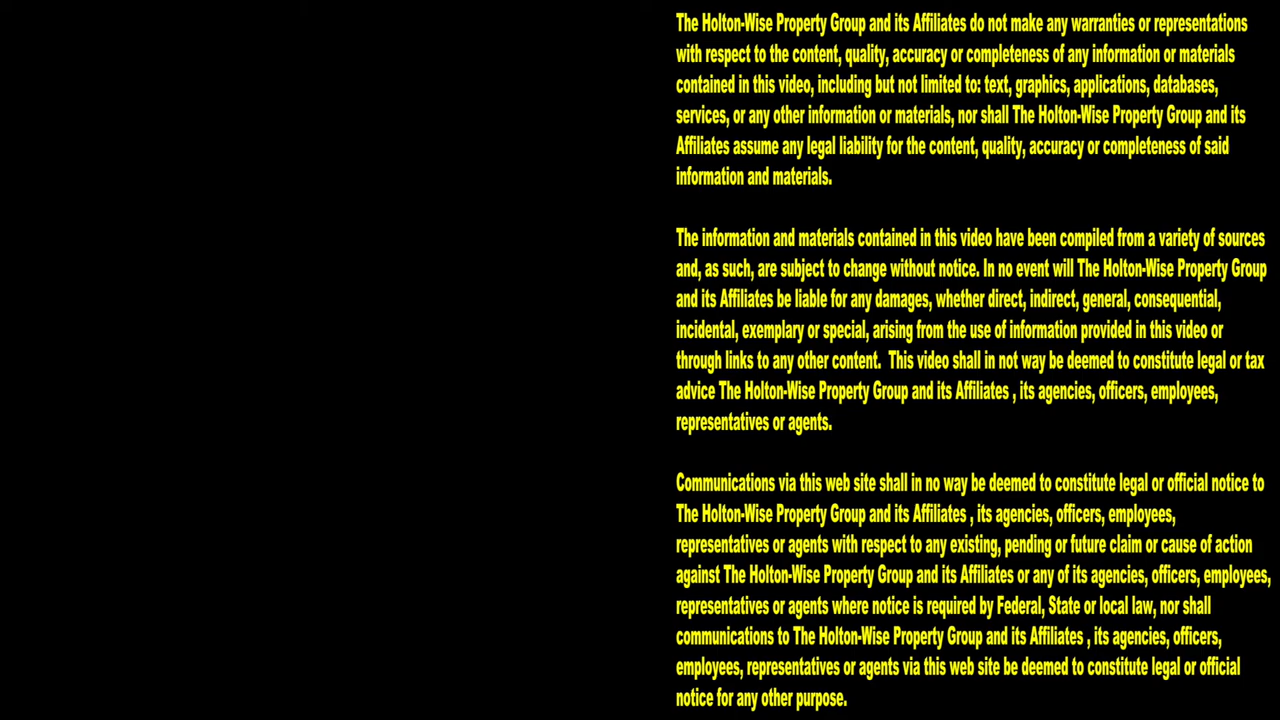 The Holton-Wise Property Group and its Affiliates do not make any warranties or representations
with respect to the content, quality, accuracy or completeness of any information or materials
contained in this video, including but not limited to: text, graphics, applications, databases,
services, or any other information or materials, nor shall The Holton-Wise Property Group and its
Affiliates assume any legal liability for the content, quality, accuracy or completeness of said
information and materials.
The information and materials contained in this video have been compiled from a variety of sources
and, as such, are subject to change without notice. In no event will The Holton-Wise Property Group
and its Affiliates be liable for any damages, whether direct, indirect, general, consequential,
incidental, exemplary or special, arising from the use of information provided in this video or
through links to any other content.  This video shall in not way be deemed to constitute legal or tax
advice The Holton-Wise Property Group and its Affiliates , its agencies, officers, employees,
representatives or agents.
Communications via this web site shall in no way be deemed to constitute legal or official notice to
The Holton-Wise Property Group and its Affiliates , its agencies, officers, employees,
representatives or agents with respect to any existing, pending or future claim or cause of action
against The Holton-Wise Property Group and its Affiliates or any of its agencies, officers, employees,
representatives or agents where notice is required by Federal, State or local law, nor shall
communications to The Holton-Wise Property Group and its Affiliates , its agencies, officers,
employees, representatives or agents via this web site be deemed to constitute legal or official
notice for any other purpose.